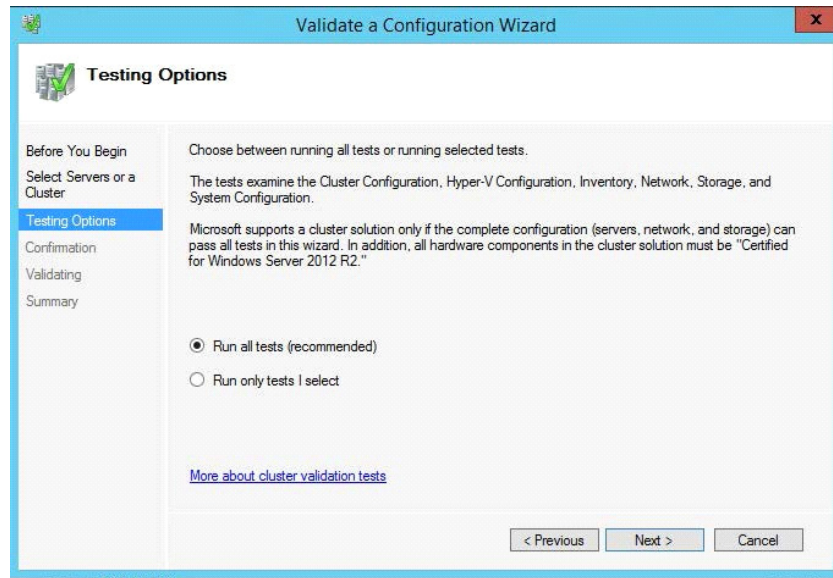 Validate a Configuration Wizard
x
Testing Options
Before You Begin
Select Servers or a
Cluster
Testing Options
Confirmation
Validating
Summary
Choose between running all tests or running selected tests.
The tests examine the Cluster Configuration, Hyper-V Configuration, Inventory, Network, Storage, and
System Configuration.
Microsoft supports a cluster solution only if the complete configuration (servers, network, and storage) can
pass all tests in this wizard. In addition, all hardware components in the cluster solution must be "Certified
for Windows Server 2012 R2."
Run all tests (recommended)
Run only tests I select
More about cluster validation tests
< Previous
Next >
Cancel